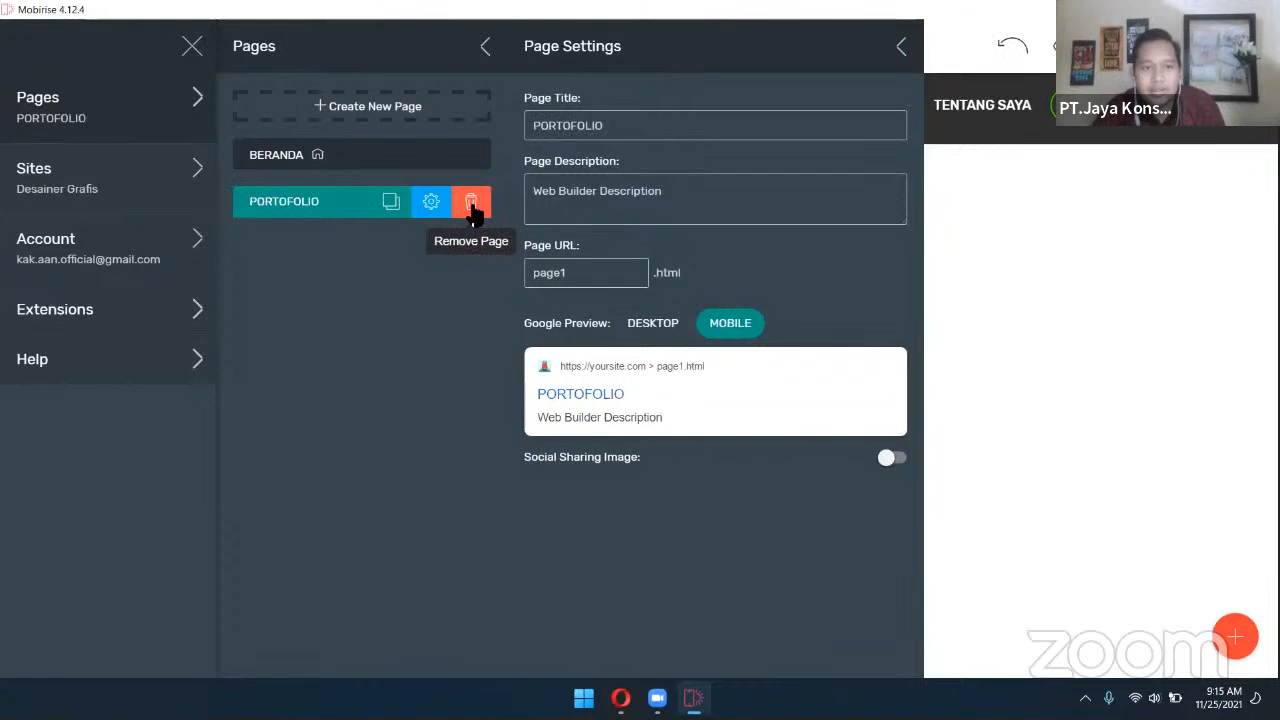 Mobirise 4.12.4
Pages
PORTOFOLIO
Sites
Desainer Grafis
Account
kak.aan.official@gmail.com
Extensions
Help
Pages
Create New Page
BERANDA
PORTOFOLIO
Remove Page
Page Settings
Page Title:
PORTOFOLIO
Page Description:
Web Builder Description
Page URL:
page1
.html
Google Preview:
DESKTOP
MOBILE
https://yoursite.com > page1.html
PORTOFOLIO
Web Builder Description
Social Sharing Image:
TENTANG SAYA
PT.Jaya Kons...
zoom
9:15 AM
11/25/2021